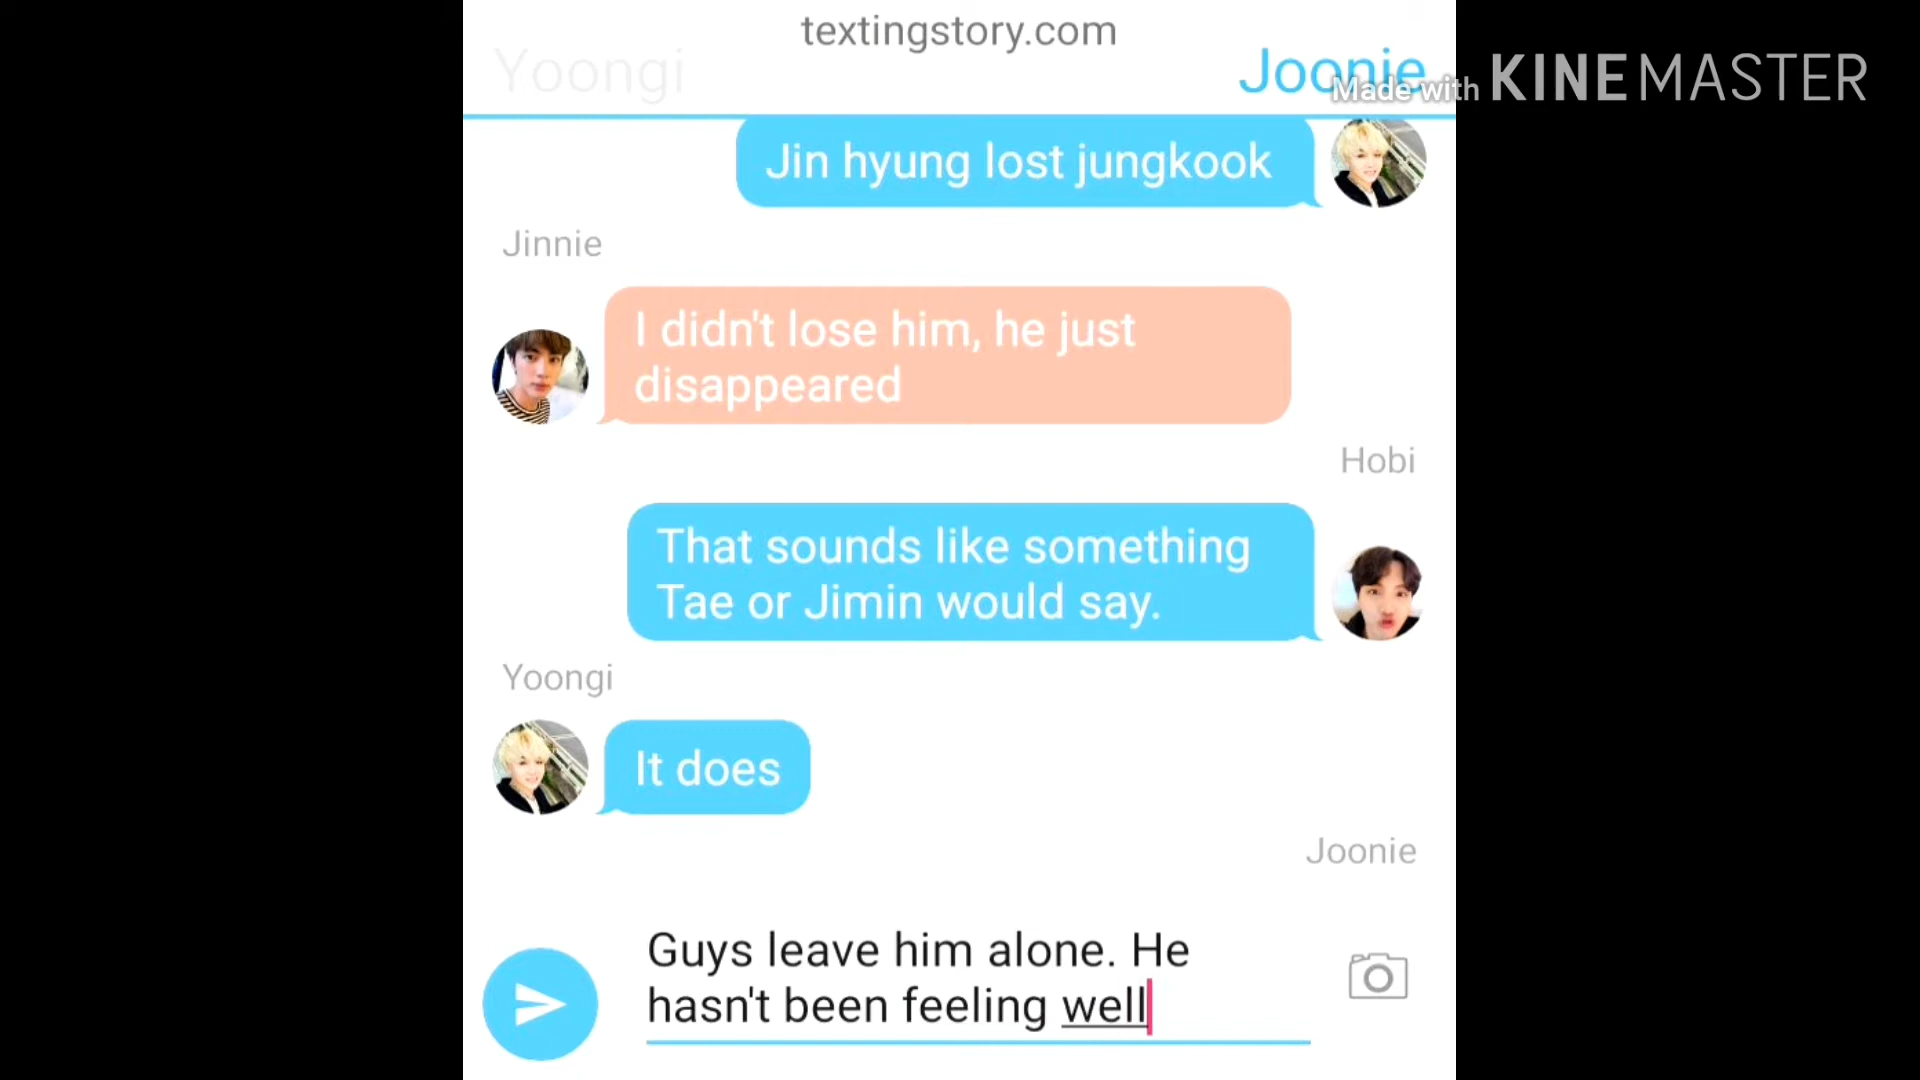 textingstory.com
Yoongi
Joonie
Made with KINEMASTER
Jin hyung lost jungkook
Jinnie
I didn't lose him, he just
disappeared
Hobi
That sounds like something
Tae or Jimin would say.
Yoongi
It does
Joonie
Guys leave him alone. He
hasn't been feeling well